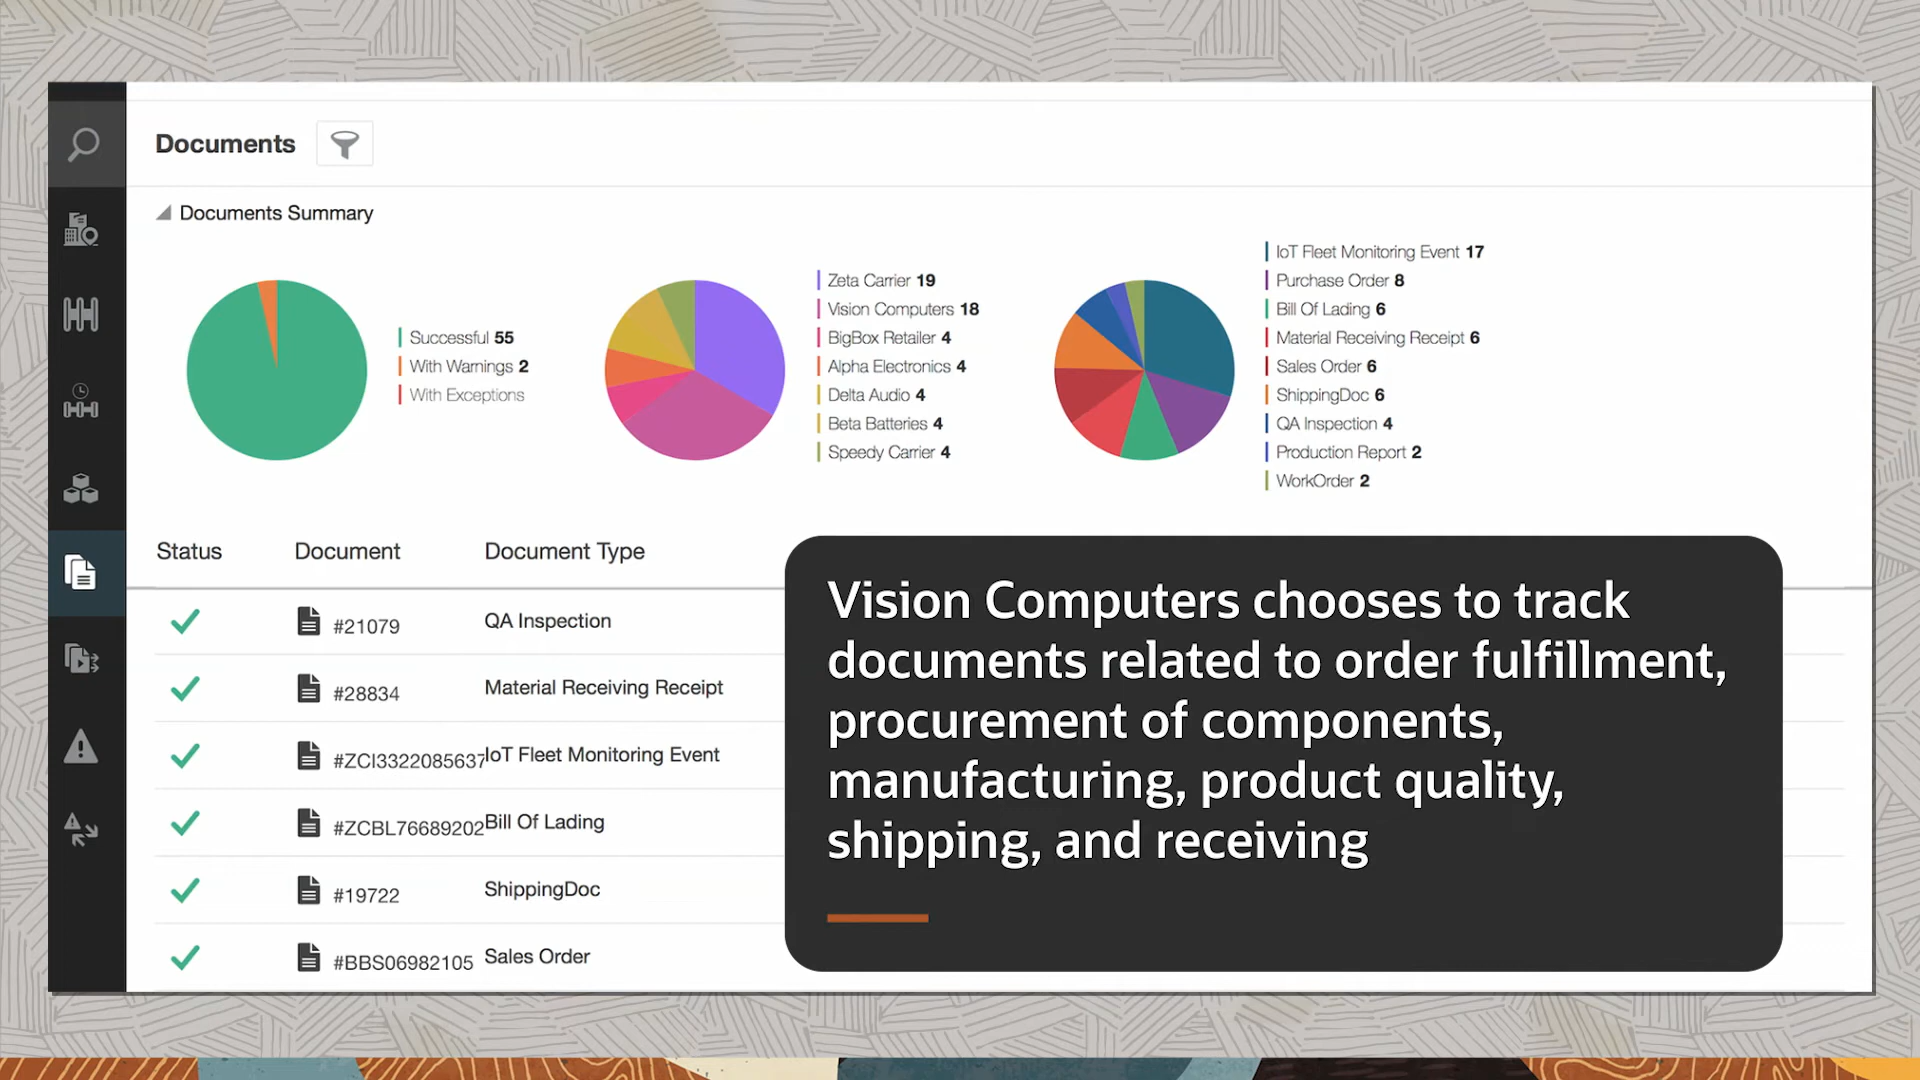 Documents
Documents Summary
Successful 55
With Warnings 2
With Exceptions
Zeta Carrier 19
Vision Computers 18
BigBox Retailer 4
Alpha Electronics 4
Delta Audio 4
Beta Batteries 4
Speedy Carrier 4
IoT Fleet Monitoring Event 17
Purchase Order 8
Bill Of Lading 6
Material Receiving Receipt 6
Sales Order 6
ShippingDoc 6
QA Inspection 4
Production Report 2
WorkOrder 2
Status Document Document Type
#21079 QA Inspection
#28834 Material Receiving Receipt
#ZCI3322085637 IoT Fleet Monitoring Event
#ZCBL76689202 Bill Of Lading
#19722 ShippingDoc
#BBS06982105 Sales Order
Vision Computers chooses to track
documents related to order fulfillment,
procurement of components,
manufacturing, product quality,
shipping, and receiving